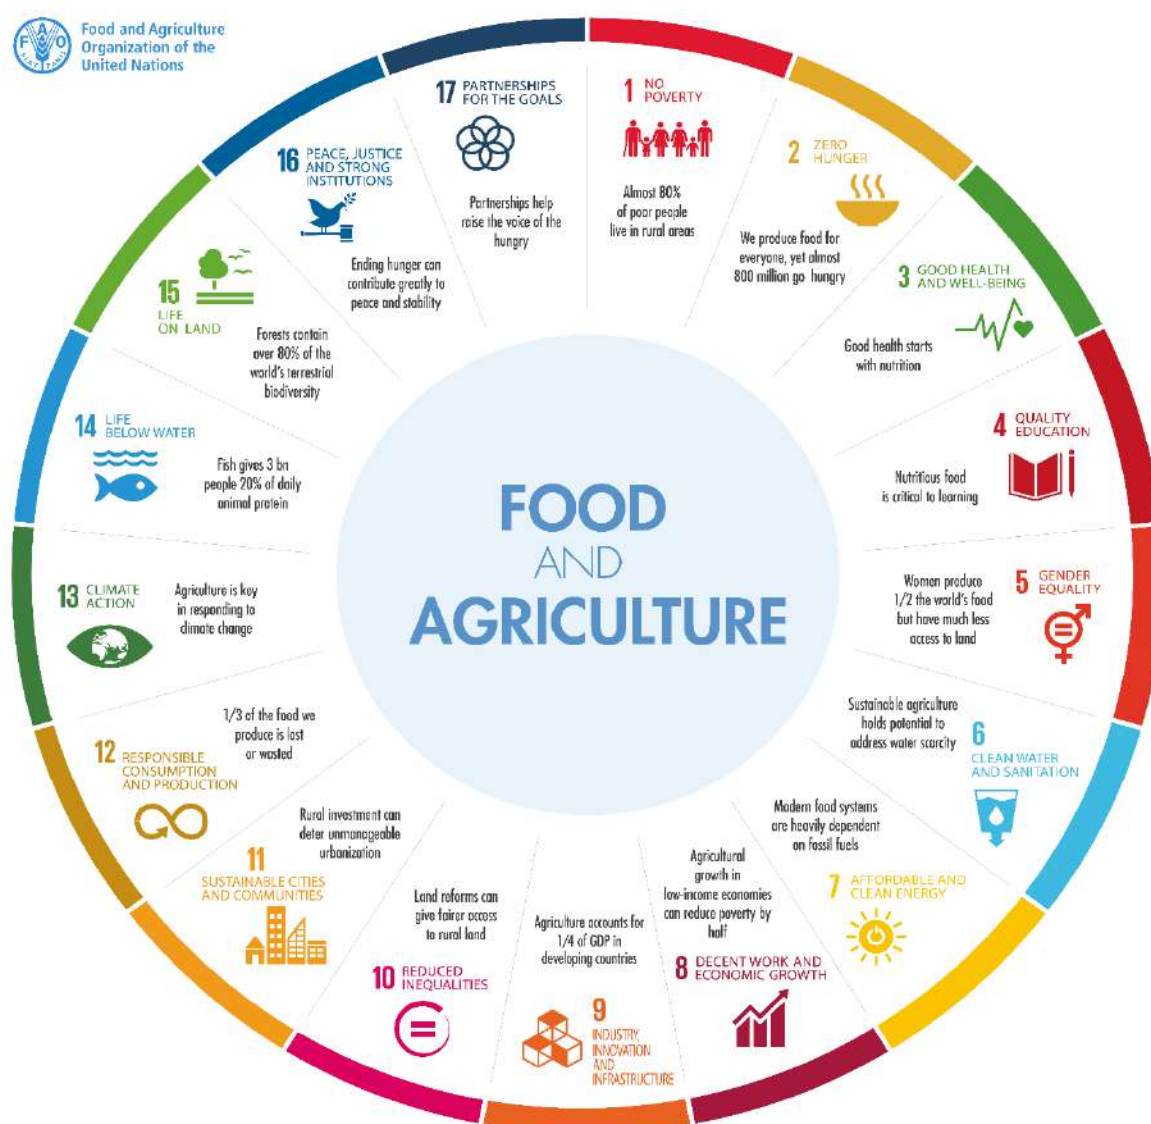 Food and Agriculture
Organization of the
United Nations
F A O
FIAT PANIS
FOOD
AND
AGRICULTURE
1 NO
POVERTY
Almost 80%
of poor people
live in rural areas
2 ZERO
HUNGER
We produce food for
everyone, yet almost
800 million go hungry
3 GOOD HEALTH
AND WELL-BEING
Good health starts
with nutrition
4 QUALITY
EDUCATION
Nutritious food
is critical to learning
5 GENDER
EQUALITY
Women produce
1/2 the world's food
but have much less
access to land
6
CLEAN WATER
AND SANITATION
Sustainable agriculture
holds potential to
address water scarcity
7 AFFORDABLE AND
CLEAN ENERGY
Modern food systems
are heavily dependent
on fossil fuels
8 DECENT WORK AND
ECONOMIC GROWTH
Agricultural
growth in
low-income economies
can reduce poverty by
half
9
INDUSTRY,
INNOVATION
AND
INFRASTRUCTURE
Agriculture accounts for
1/4 of GDP in
developing countries
10 REDUCED
INEQUALITIES
Land reforms can
give fairer access
to rural land
11
SUSTAINABLE CITIES
AND COMMUNITIES
Rural investment can
deter unmanageable
urbanization
12 RESPONSIBLE
CONSUMPTION
AND PRODUCTION
1/3 of the food we
produce is lost
or wasted
13 CLIMATE
ACTION
Agriculture is key
in responding to
climate change
14 LIFE
BELOW WATER
Fish gives 3 bn
people 20% of daily
animal protein
15
LIFE
ON LAND
Forests contain
over 80% of the
world's terrestrial
biodiversity
16 PEACE, JUSTICE
AND STRONG
INSTITUTIONS
Ending hunger can
contribute greatly to
peace and stability
17 PARTNERSHIPS
FOR THE GOALS
Partnerships help
raise the voice of the
hungry